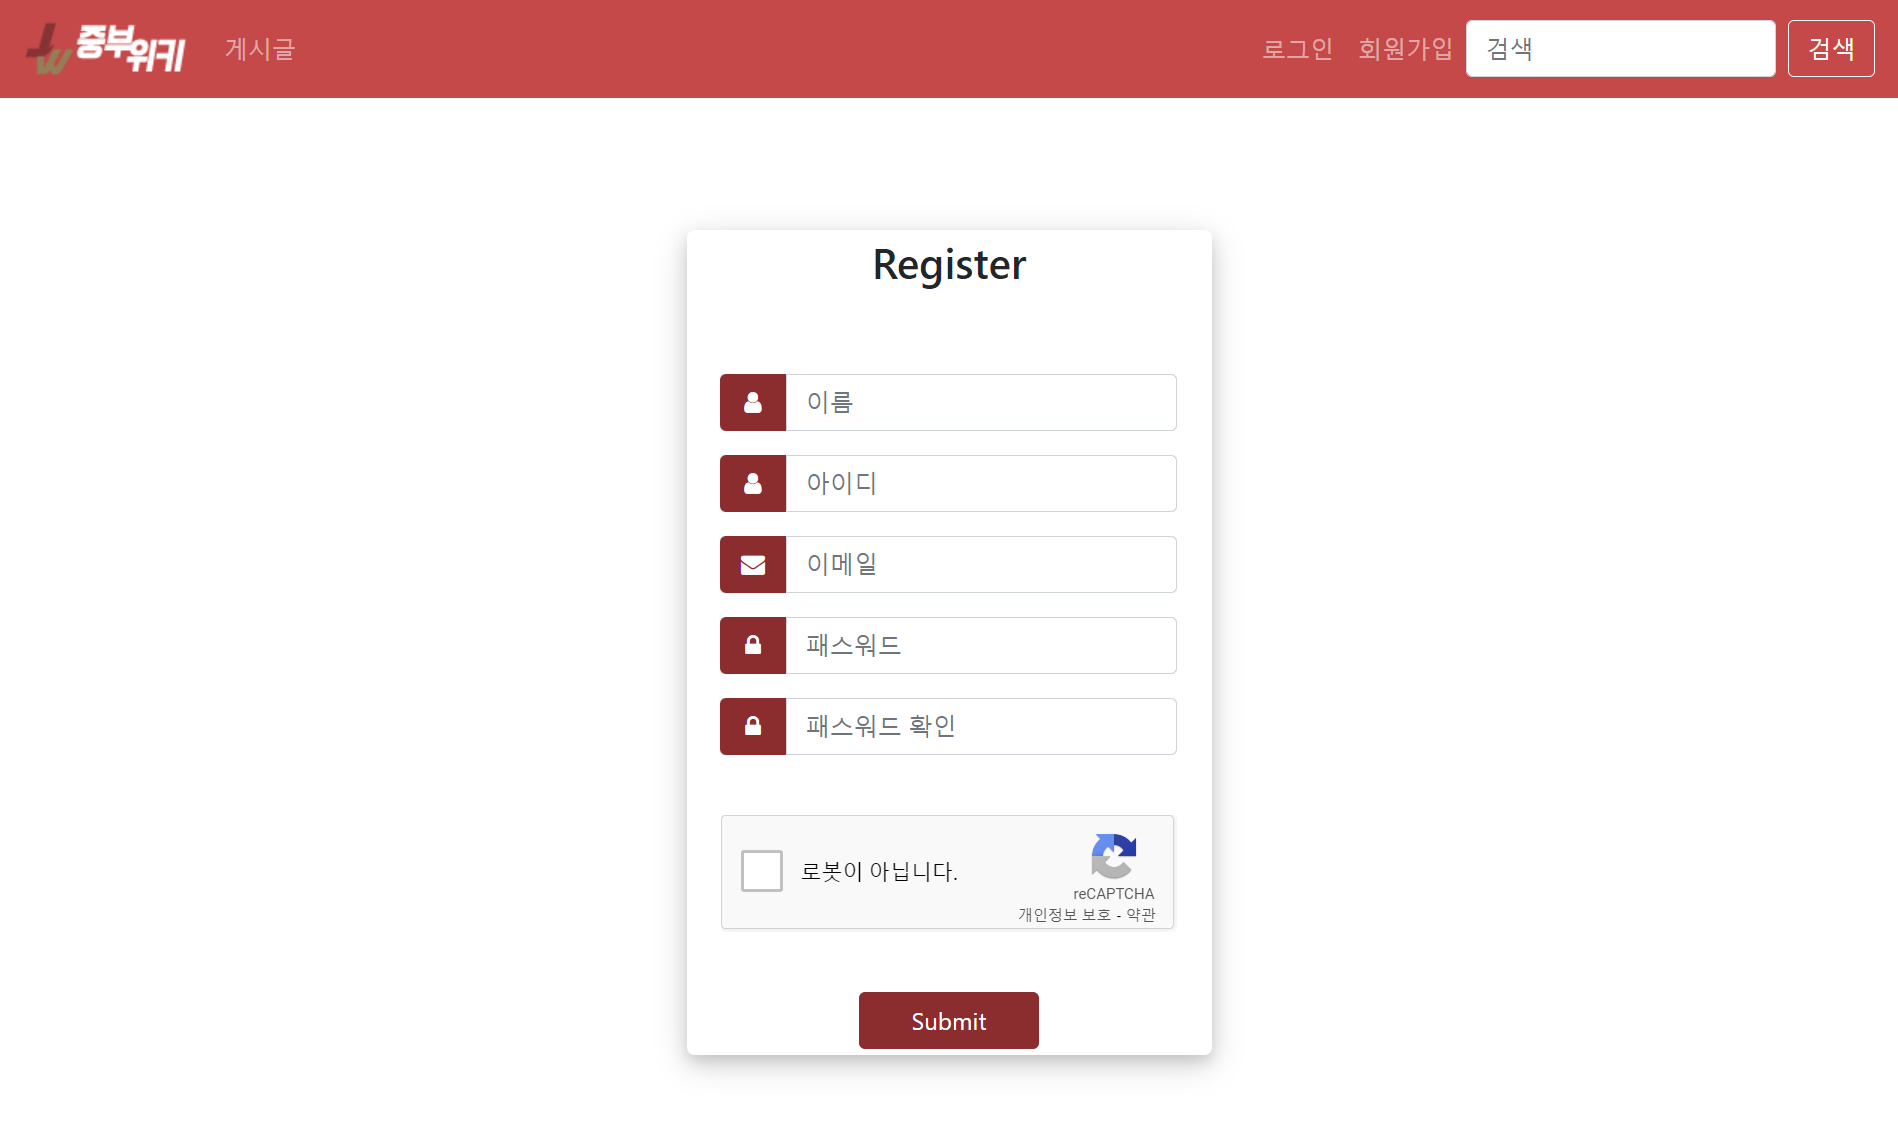 JW 중부위키 게시글 로그인 회원가입 검색 검색
Register
이름
아이디
이메일
패스워드
패스워드 확인
로봇이 아닙니다.
reCAPTCHA
개인정보 보호 - 약관
Submit